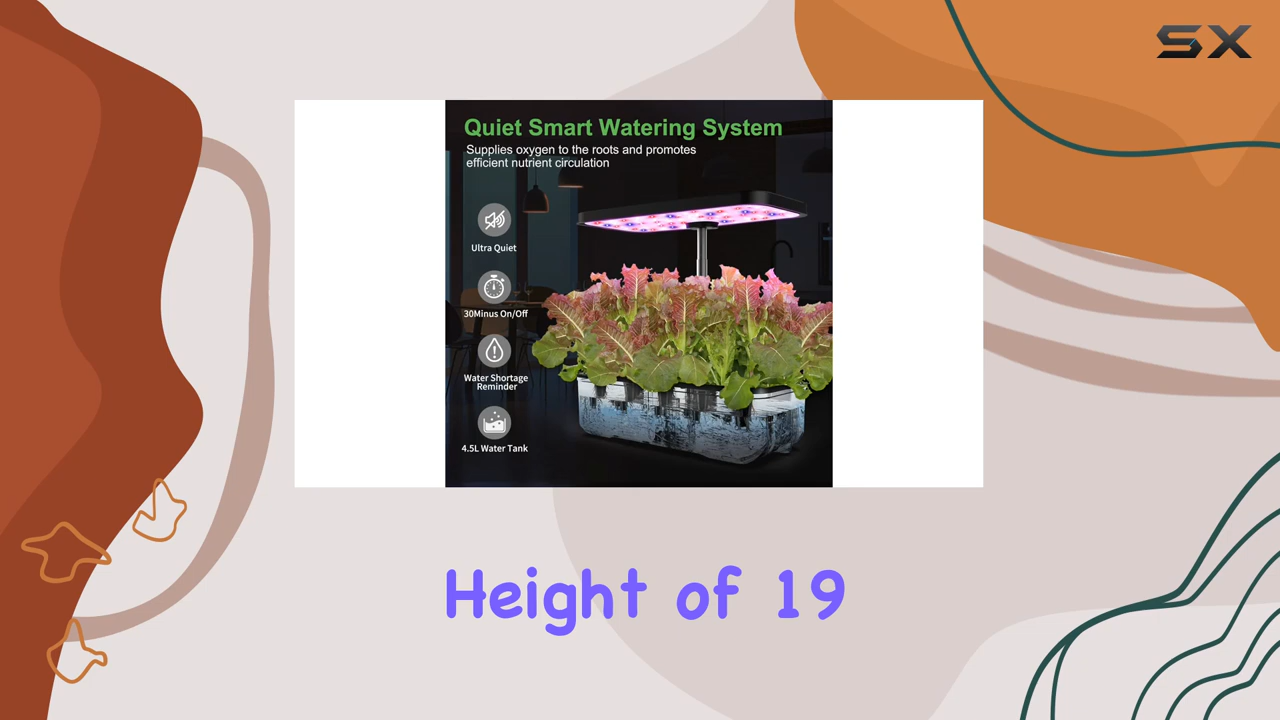 SX
Quiet Smart Watering System
Supplies oxygen to the roots and promotes
efficient nutrient circulation
Ultra Quiet
30Minus On/Off
Water Shortage
Reminder
4.5L Water Tank
Height of 19